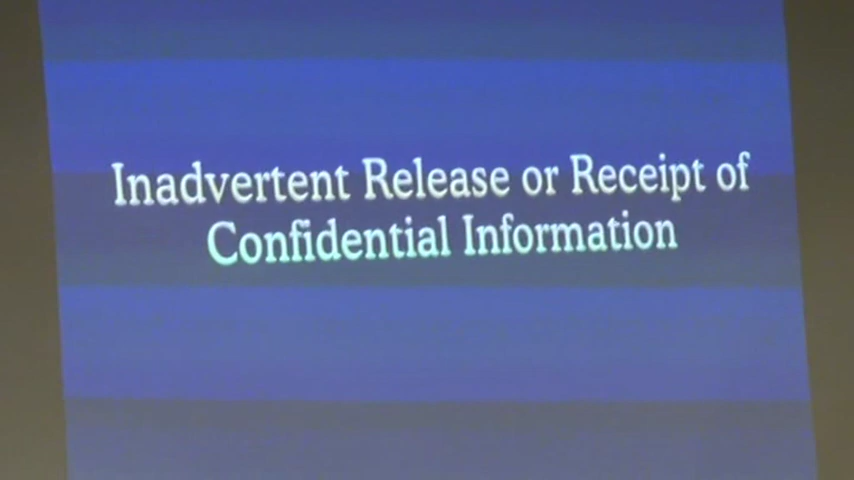 Inadvertent Release or Receipt of
Confidential Information